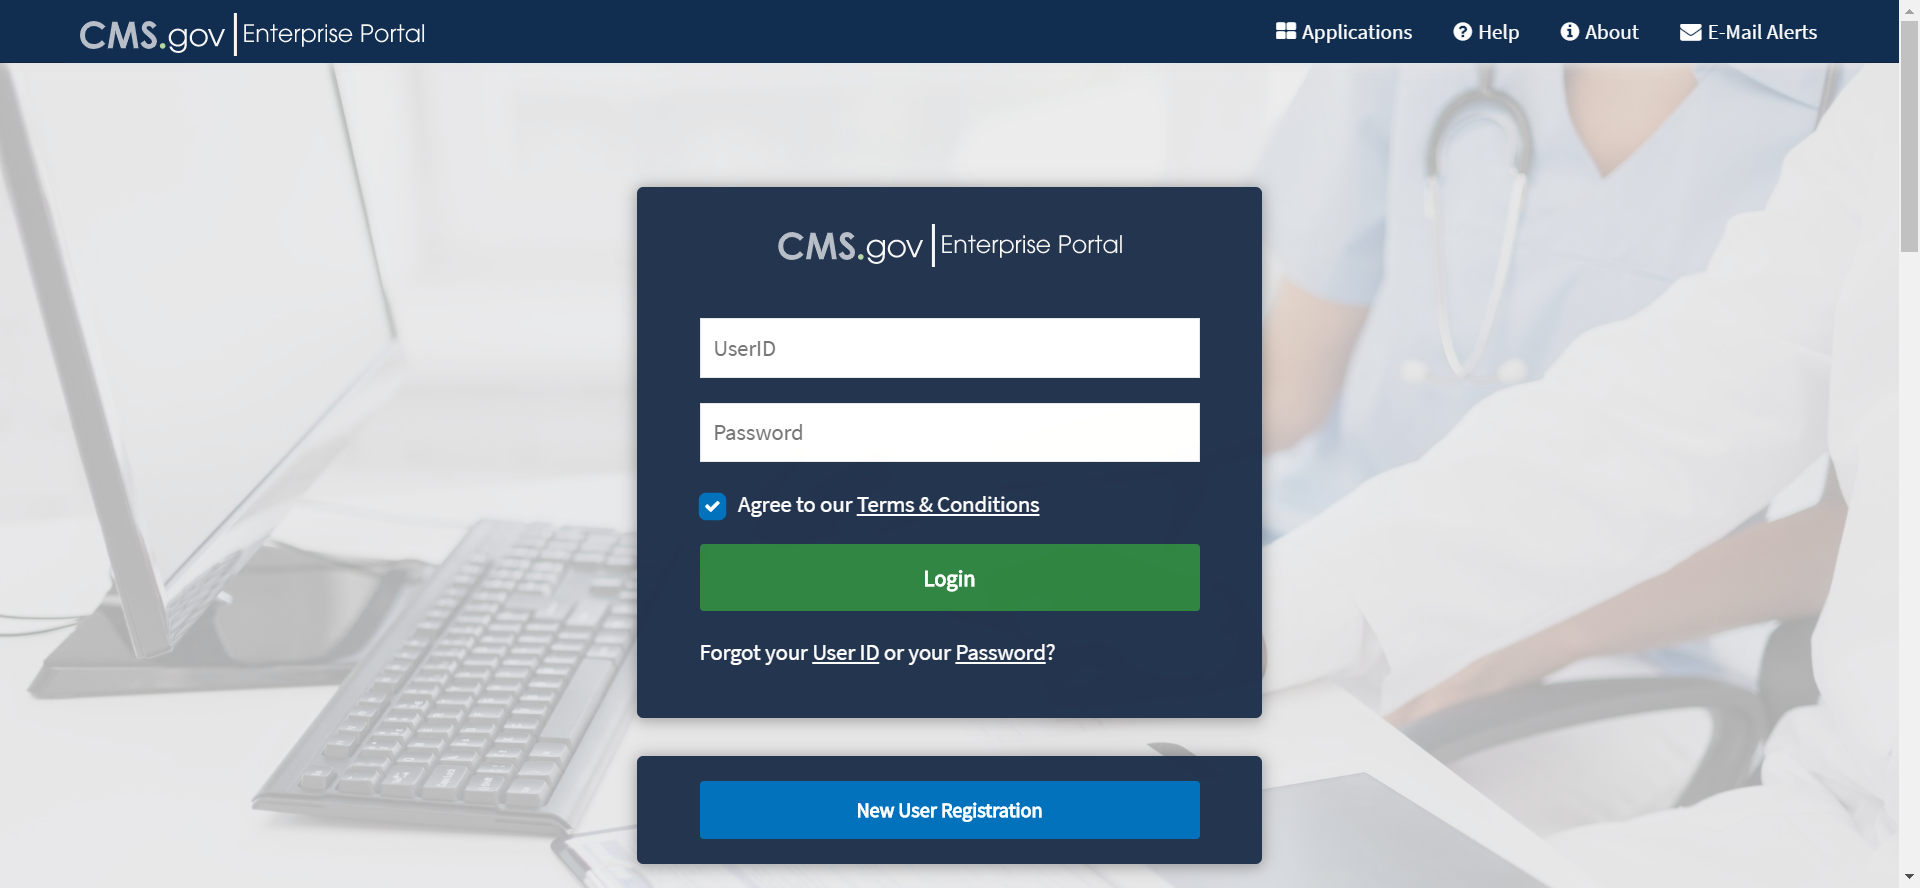 CMS.gov Enterprise Portal Applications Help About E-Mail Alerts
CMS.gov Enterprise Portal
UserID
Password
Agree to our Terms & Conditions
Login
Forgot your User ID or your Password?
New User Registration